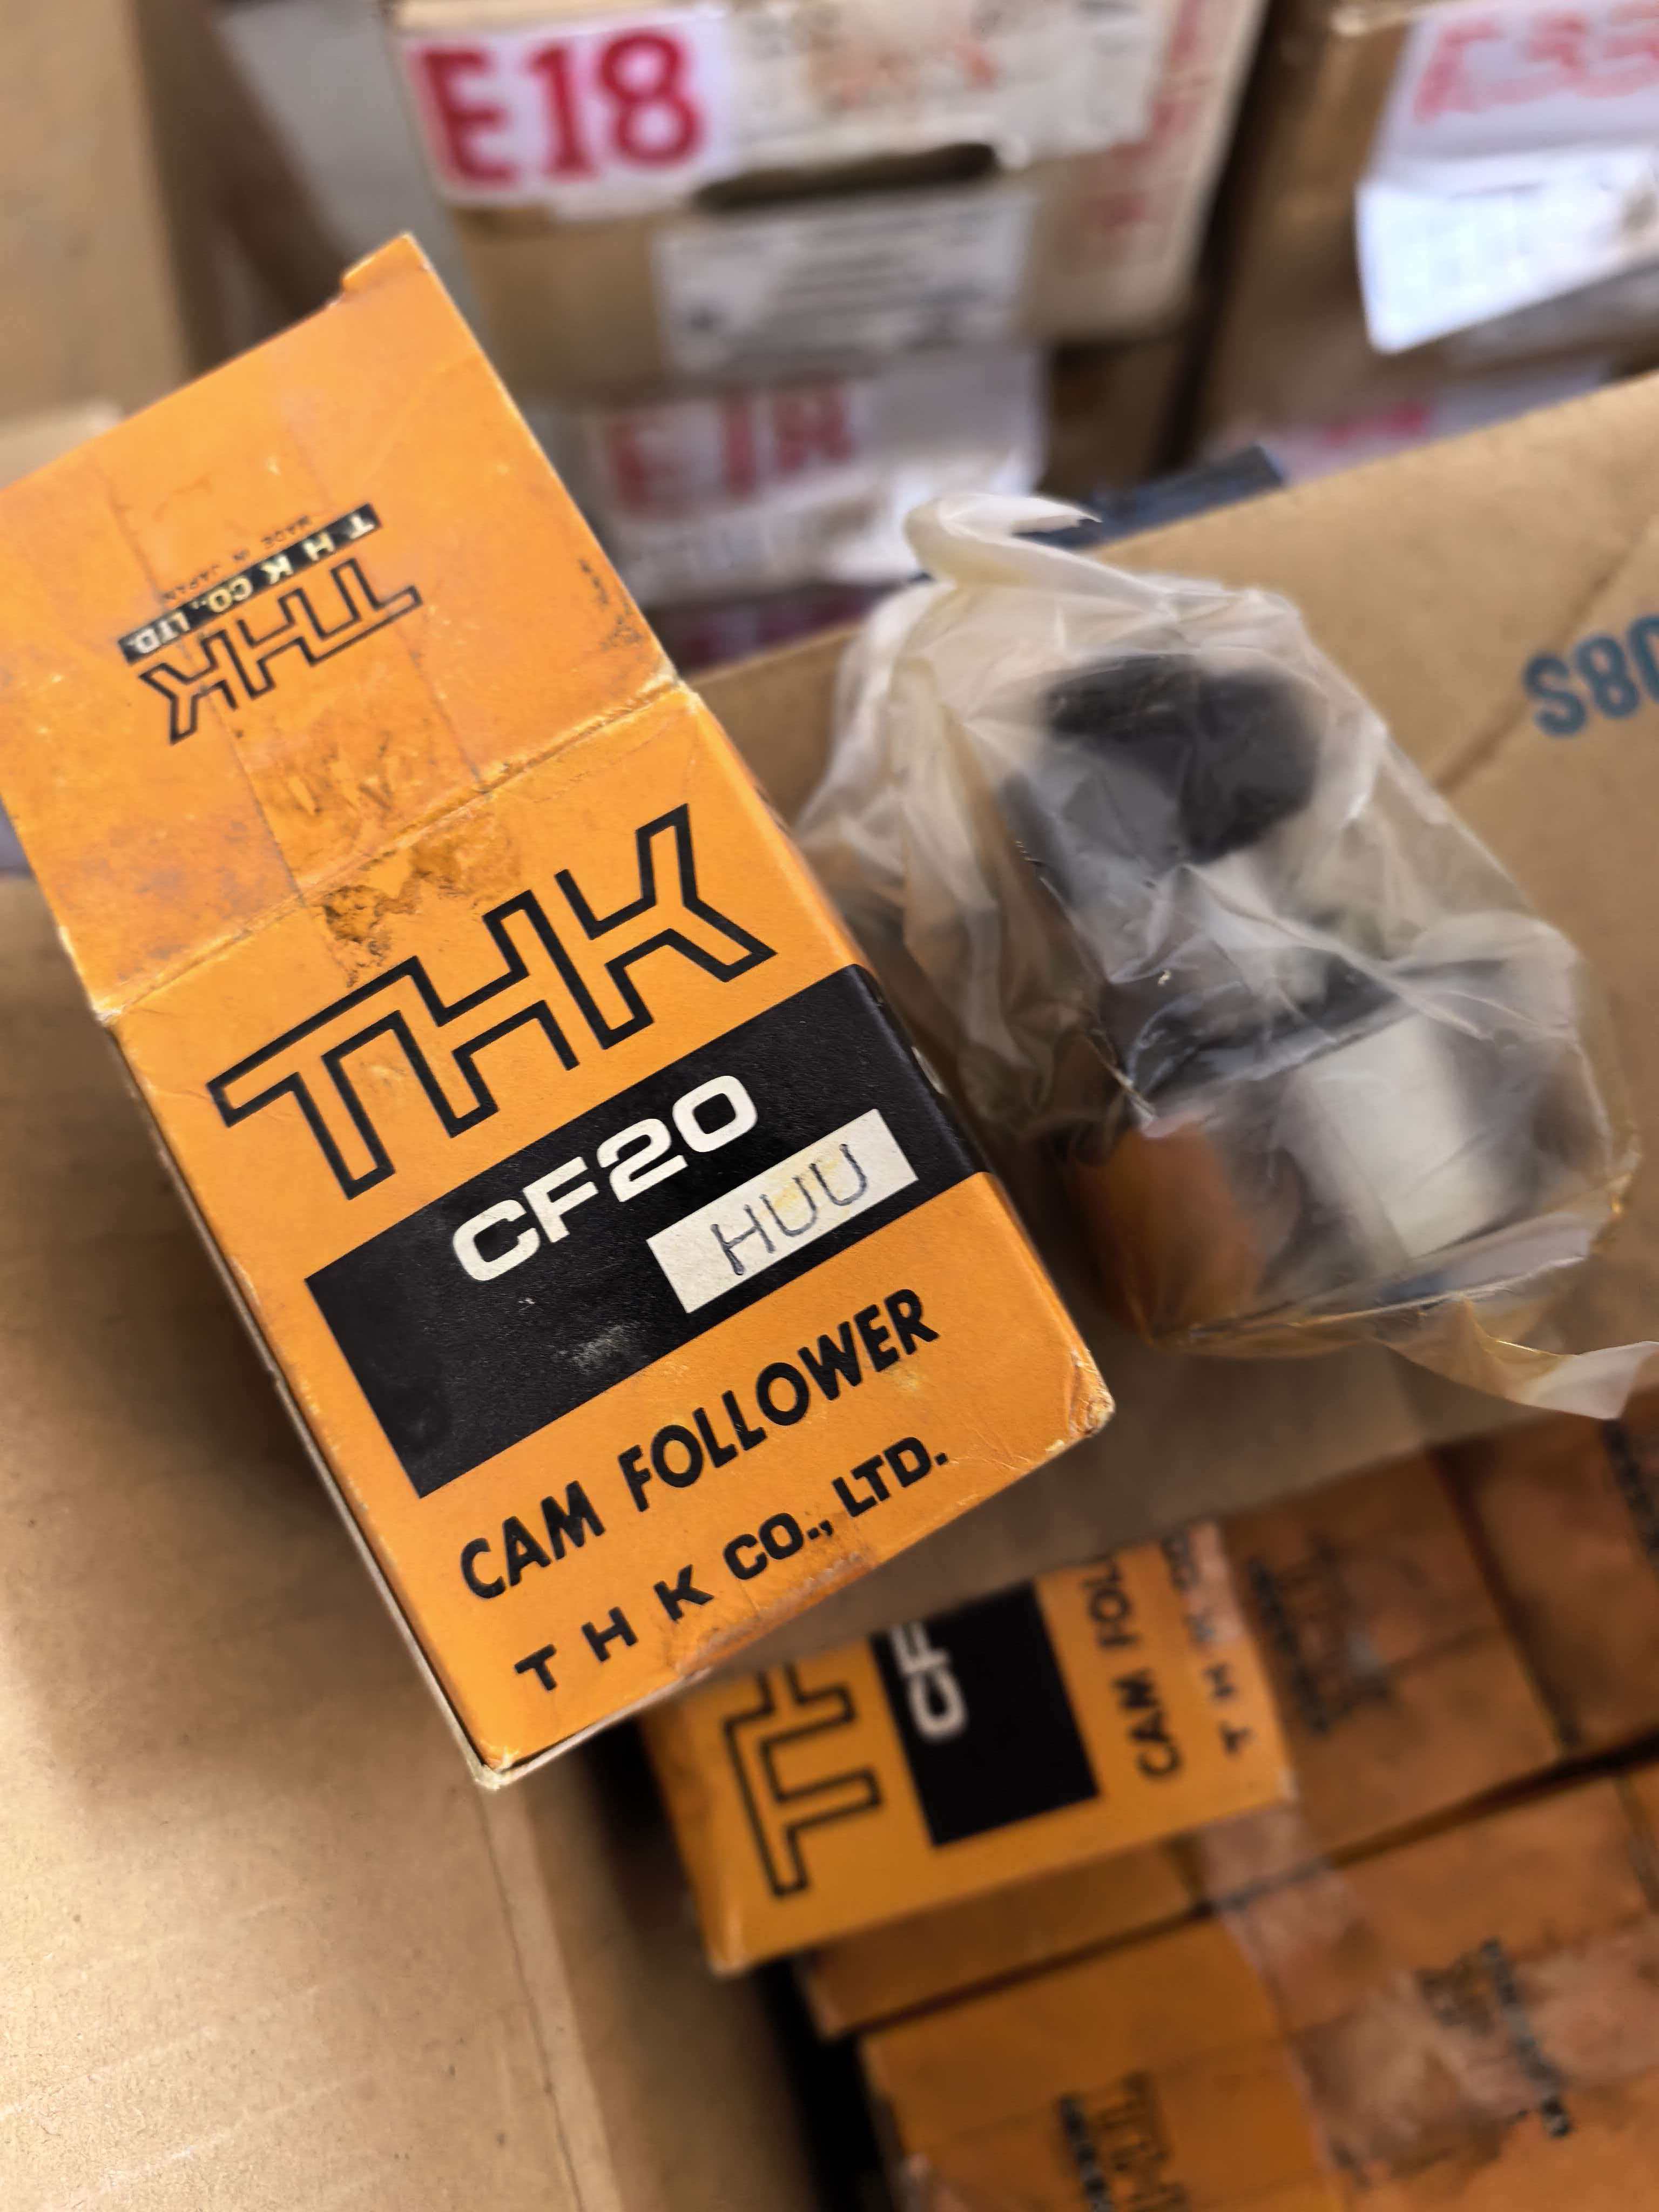 E18
E18
S80
THK CO., LTD.
MADE IN JAPAN
THK
THK
CF20
HUU
CAM FOLLOWER
THK CO., LTD.
CF
CAM FOL
T H